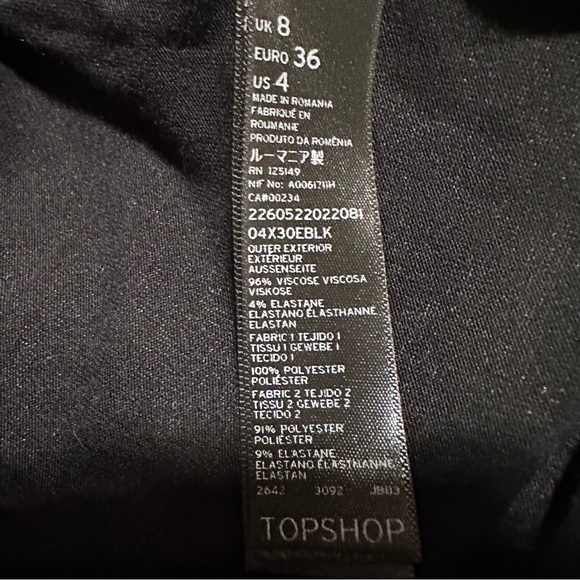 UK 8
EURO 36
US 4
MADE IN ROMANIA
FABRIQUÉ EN
ROUMANIE
PRODUTO DA ROMÊNIA
ルーマニア製
RN 125149
NIF No: A0061211H
CA#00234
2260522022081
04X30EBLK
OUTER EXTERIOR
EXTÉRIEUR
AUSSENSEITE
96% VISCOSE VISCOSA
VISKOSE
4% ELASTANE
ELASTANO ÉLASTHANNE
ELASTAN
FABRIC 1 TEJIDO 1
TISSU 1 GEWEBE 1
TECIDO 1
100% POLYESTER
POLIÉSTER
FABRIC 2 TEJIDO 2
TISSU 2 GEWEBE 2
TECIDO 2
91% POLYESTER
POLIÉSTER
9% ELASTANE
ELASTANO ÉLASTHANNE
ELASTAN
2642 3092 JB03
TOPSHOP